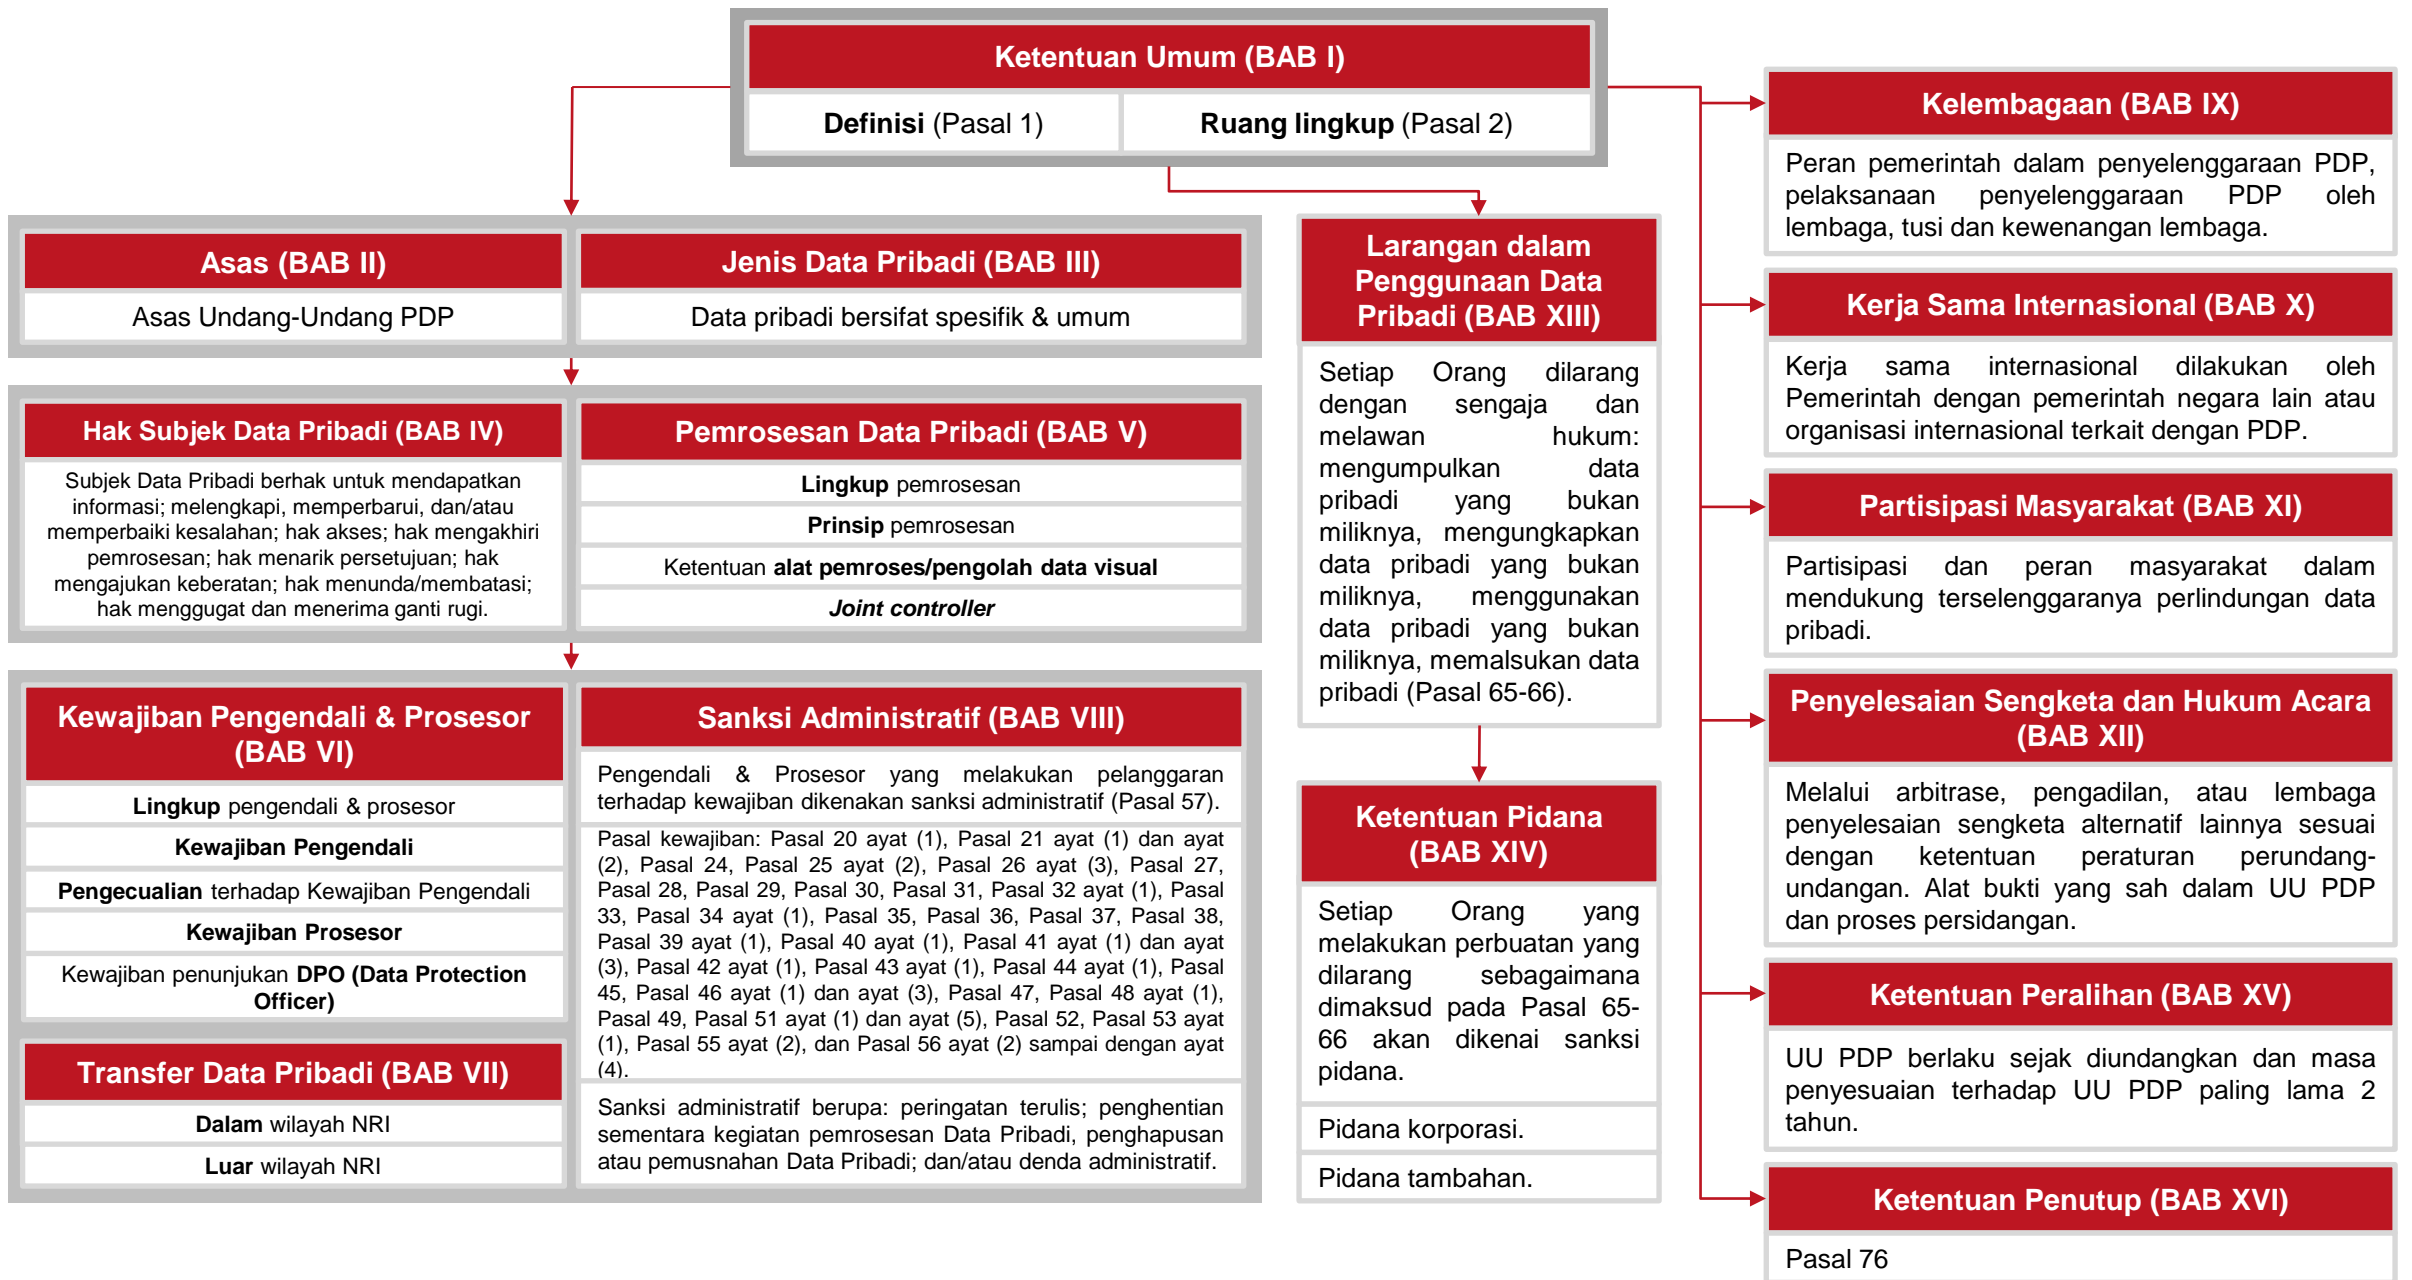 Ketentuan Umum (BAB I)
Definisi (Pasal 1)
Ruang lingkup (Pasal 2)
Asas (BAB II)
Asas Undang-Undang PDP
Jenis Data Pribadi (BAB III)
Data pribadi bersifat spesifik & umum
Hak Subjek Data Pribadi (BAB IV)
Subjek Data Pribadi berhak untuk mendapatkan
informasi; melengkapi, memperbarui, dan/atau
memperbaiki kesalahan; hak akses; hak mengakhiri
pemrosesan; hak menarik persetujuan; hak
mengajukan keberatan; hak menunda/membatasi;
hak menggugat dan menerima ganti rugi.
Pemrosesan Data Pribadi (BAB V)
Lingkup pemrosesan
Prinsip pemrosesan
Ketentuan alat pemroses/pengolah data visual
Joint controller
Kewajiban Pengendali & Prosesor
(BAB VI)
Lingkup pengendali & prosesor
Kewajiban Pengendali
Pengecualian terhadap Kewajiban Pengendali
Kewajiban Prosesor
Kewajiban penunjukan DPO (Data Protection
Officer)
Transfer Data Pribadi (BAB VII)
Dalam wilayah NRI
Luar wilayah NRI
Sanksi Administratif (BAB VIII)
Pengendali & Prosesor yang melakukan pelanggaran
terhadap kewajiban dikenakan sanksi administratif (Pasal 57).
Pasal kewajiban: Pasal 20 ayat (1), Pasal 21 ayat (1) dan ayat
(2), Pasal 24, Pasal 25 ayat (2), Pasal 26 ayat (3), Pasal 27,
Pasal 28, Pasal 29, Pasal 30, Pasal 31, Pasal 32 ayat (1), Pasal
33, Pasal 34 ayat (1), Pasal 35, Pasal 36, Pasal 37, Pasal 38,
Pasal 39 ayat (1), Pasal 40 ayat (1), Pasal 41 ayat (1) dan ayat
(3), Pasal 42 ayat (1), Pasal 43 ayat (1), Pasal 44 ayat (1), Pasal
45, Pasal 46 ayat (1) dan ayat (3), Pasal 47, Pasal 48 ayat (1),
Pasal 49, Pasal 51 ayat (1) dan ayat (5), Pasal 52, Pasal 53 ayat
(1), Pasal 55 ayat (2), dan Pasal 56 ayat (2) sampai dengan ayat
(4).
Sanksi administratif berupa: peringatan terulis; penghentian
sementara kegiatan pemrosesan Data Pribadi, penghapusan
atau pemusnahan Data Pribadi; dan/atau denda administratif.
Larangan dalam
Penggunaan Data
Pribadi (BAB XIII)
Setiap Orang dilarang
dengan sengaja dan
melawan hukum:
mengumpulkan data
pribadi yang bukan
miliknya, mengungkapkan
data pribadi yang bukan
miliknya, menggunakan
data pribadi yang bukan
miliknya, memalsukan data
pribadi (Pasal 65-66).
Ketentuan Pidana
(BAB XIV)
Setiap Orang yang
melakukan perbuatan yang
dilarang sebagaimana
dimaksud pada Pasal 65-
66 akan dikenai sanksi
pidana.
Pidana korporasi.
Pidana tambahan.
Kelembagaan (BAB IX)
Peran pemerintah dalam penyelenggaraan PDP,
pelaksanaan penyelenggaraan PDP oleh
lembaga, tusi dan kewenangan lembaga.
Kerja Sama Internasional (BAB X)
Kerja sama internasional dilakukan oleh
Pemerintah dengan pemerintah negara lain atau
organisasi internasional terkait dengan PDP.
Partisipasi Masyarakat (BAB XI)
Partisipasi dan peran masyarakat dalam
mendukung terselenggaranya perlindungan data
pribadi.
Penyelesaian Sengketa dan Hukum Acara
(BAB XII)
Melalui arbitrase, pengadilan, atau lembaga
penyelesaian sengketa alternatif lainnya sesuai
dengan ketentuan peraturan perundang-
undangan. Alat bukti yang sah dalam UU PDP
dan proses persidangan.
Ketentuan Peralihan (BAB XV)
UU PDP berlaku sejak diundangkan dan masa
penyesuaian terhadap UU PDP paling lama 2
tahun.
Ketentuan Penutup (BAB XVI)
Pasal 76